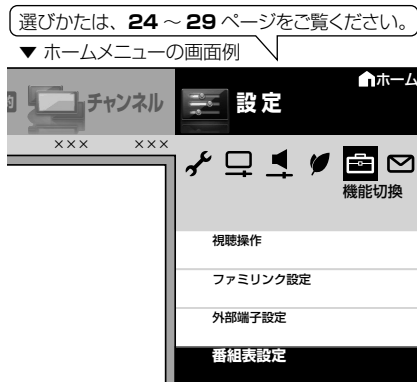 選びかたは、24 ～ 29 ページをご覧ください。
▼ ホームメニューの画面例
ホーム
チャンネル
設定
××× ×××
機能切換
視聴操作
ファミリンク設定
外部端子設定
番組表設定